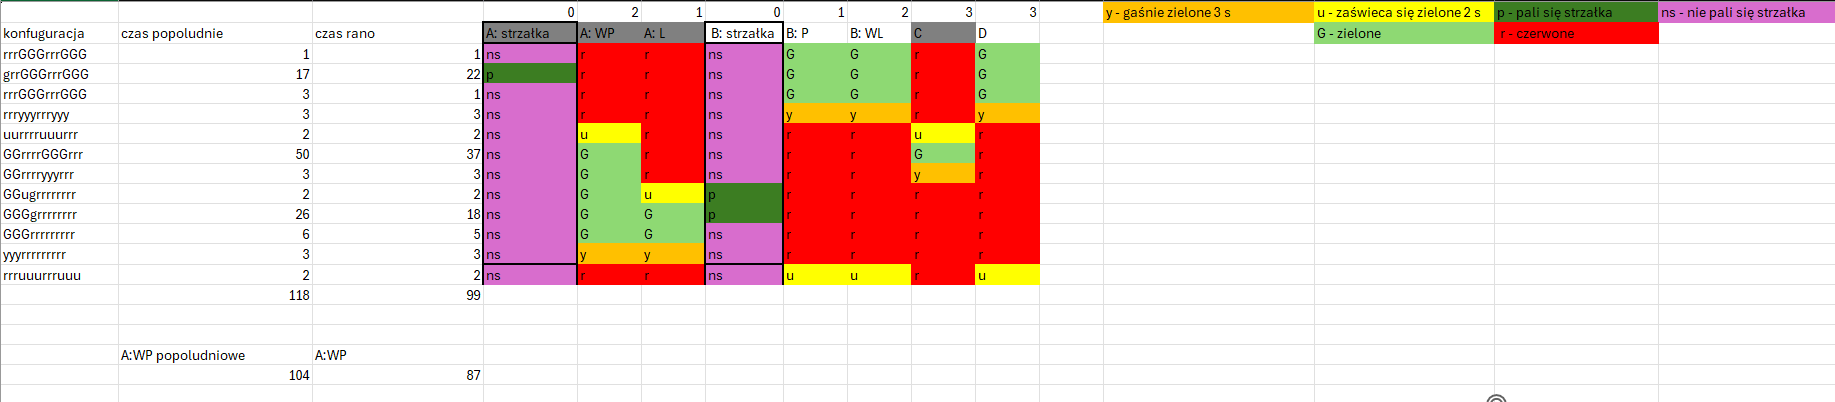 0 2 1 0 1 2 3 3 y - gaśnie zielone 3 s u - zaświeca się zielone 2 s p - pali się strzałka ns - nie pali się strzałka
konfuguracja czas popoludnie czas rano A: strzałka A: WP A: L B: strzałka B: P B: WL C D G - zielone r - czerwone
rrrGGGrrrGGG 1 1 ns r r ns G G r G
grrGGGrrrGGG 17 22 p r r ns G G r G
rrrGGGrrrGGG 3 1 ns r r ns G G r G
rrryyyrrryyy 3 3 ns r r ns y y r y
uurrrruuurrr 2 2 ns u r ns r r u r
GGrrrrGGGrrr 50 37 ns G r ns r r G r
GGrrrryyyrrr 3 3 ns G r ns r r y r
GGugrrrrrrrr 2 2 ns G u p r r r r
GGGgrrrrrrrr 26 18 ns G G p r r r r
GGGrrrrrrrrr 6 5 ns G G ns r r r r
yyyrrrrrrrrr 3 3 ns y y ns r r r r
rrruuurrruuu 2 2 ns r r ns u u r u
118 99
A:WP popoludniowe A:WP
104 87